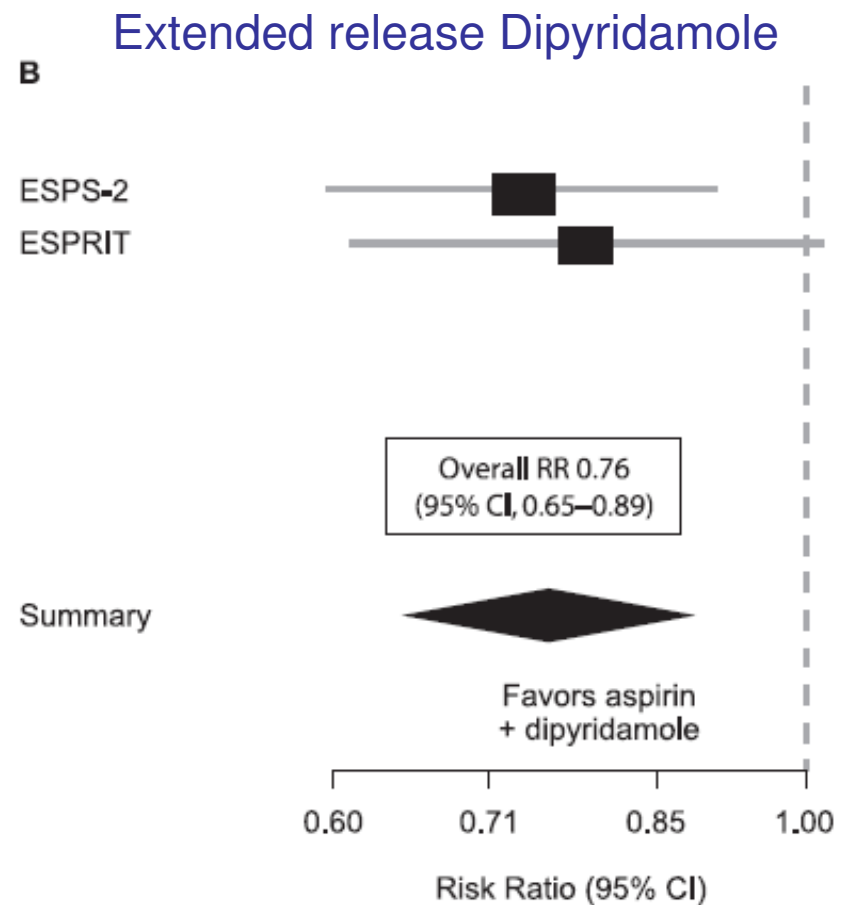 Extended release Dipyridamole
B
ESPS-2
ESPRIT
Overall RR 0.76
(95% CI, 0.65–0.89)
Summary
Favors aspirin
+ dipyridamole
0.60 0.71 0.85 1.00
Risk Ratio (95% CI)